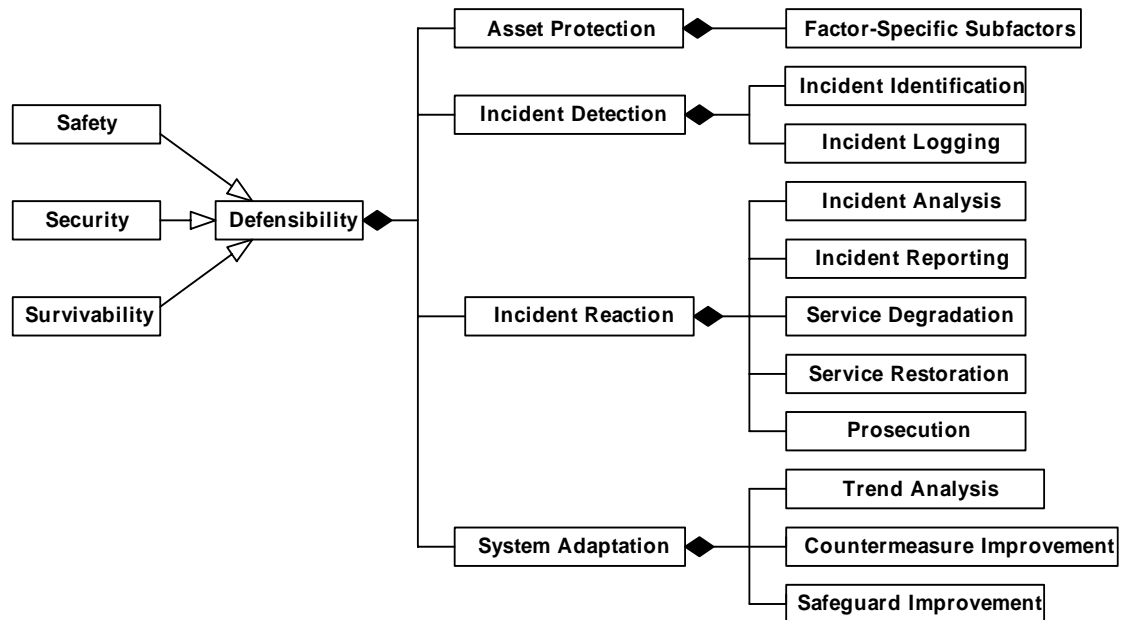 Safety
Security
Survivability
Defensibility
Asset Protection
Incident Detection
Incident Reaction
System Adaptation
Factor-Specific Subfactors
Incident Identification
Incident Logging
Incident Analysis
Incident Reporting
Service Degradation
Service Restoration
Prosecution
Trend Analysis
Countermeasure Improvement
Safeguard Improvement